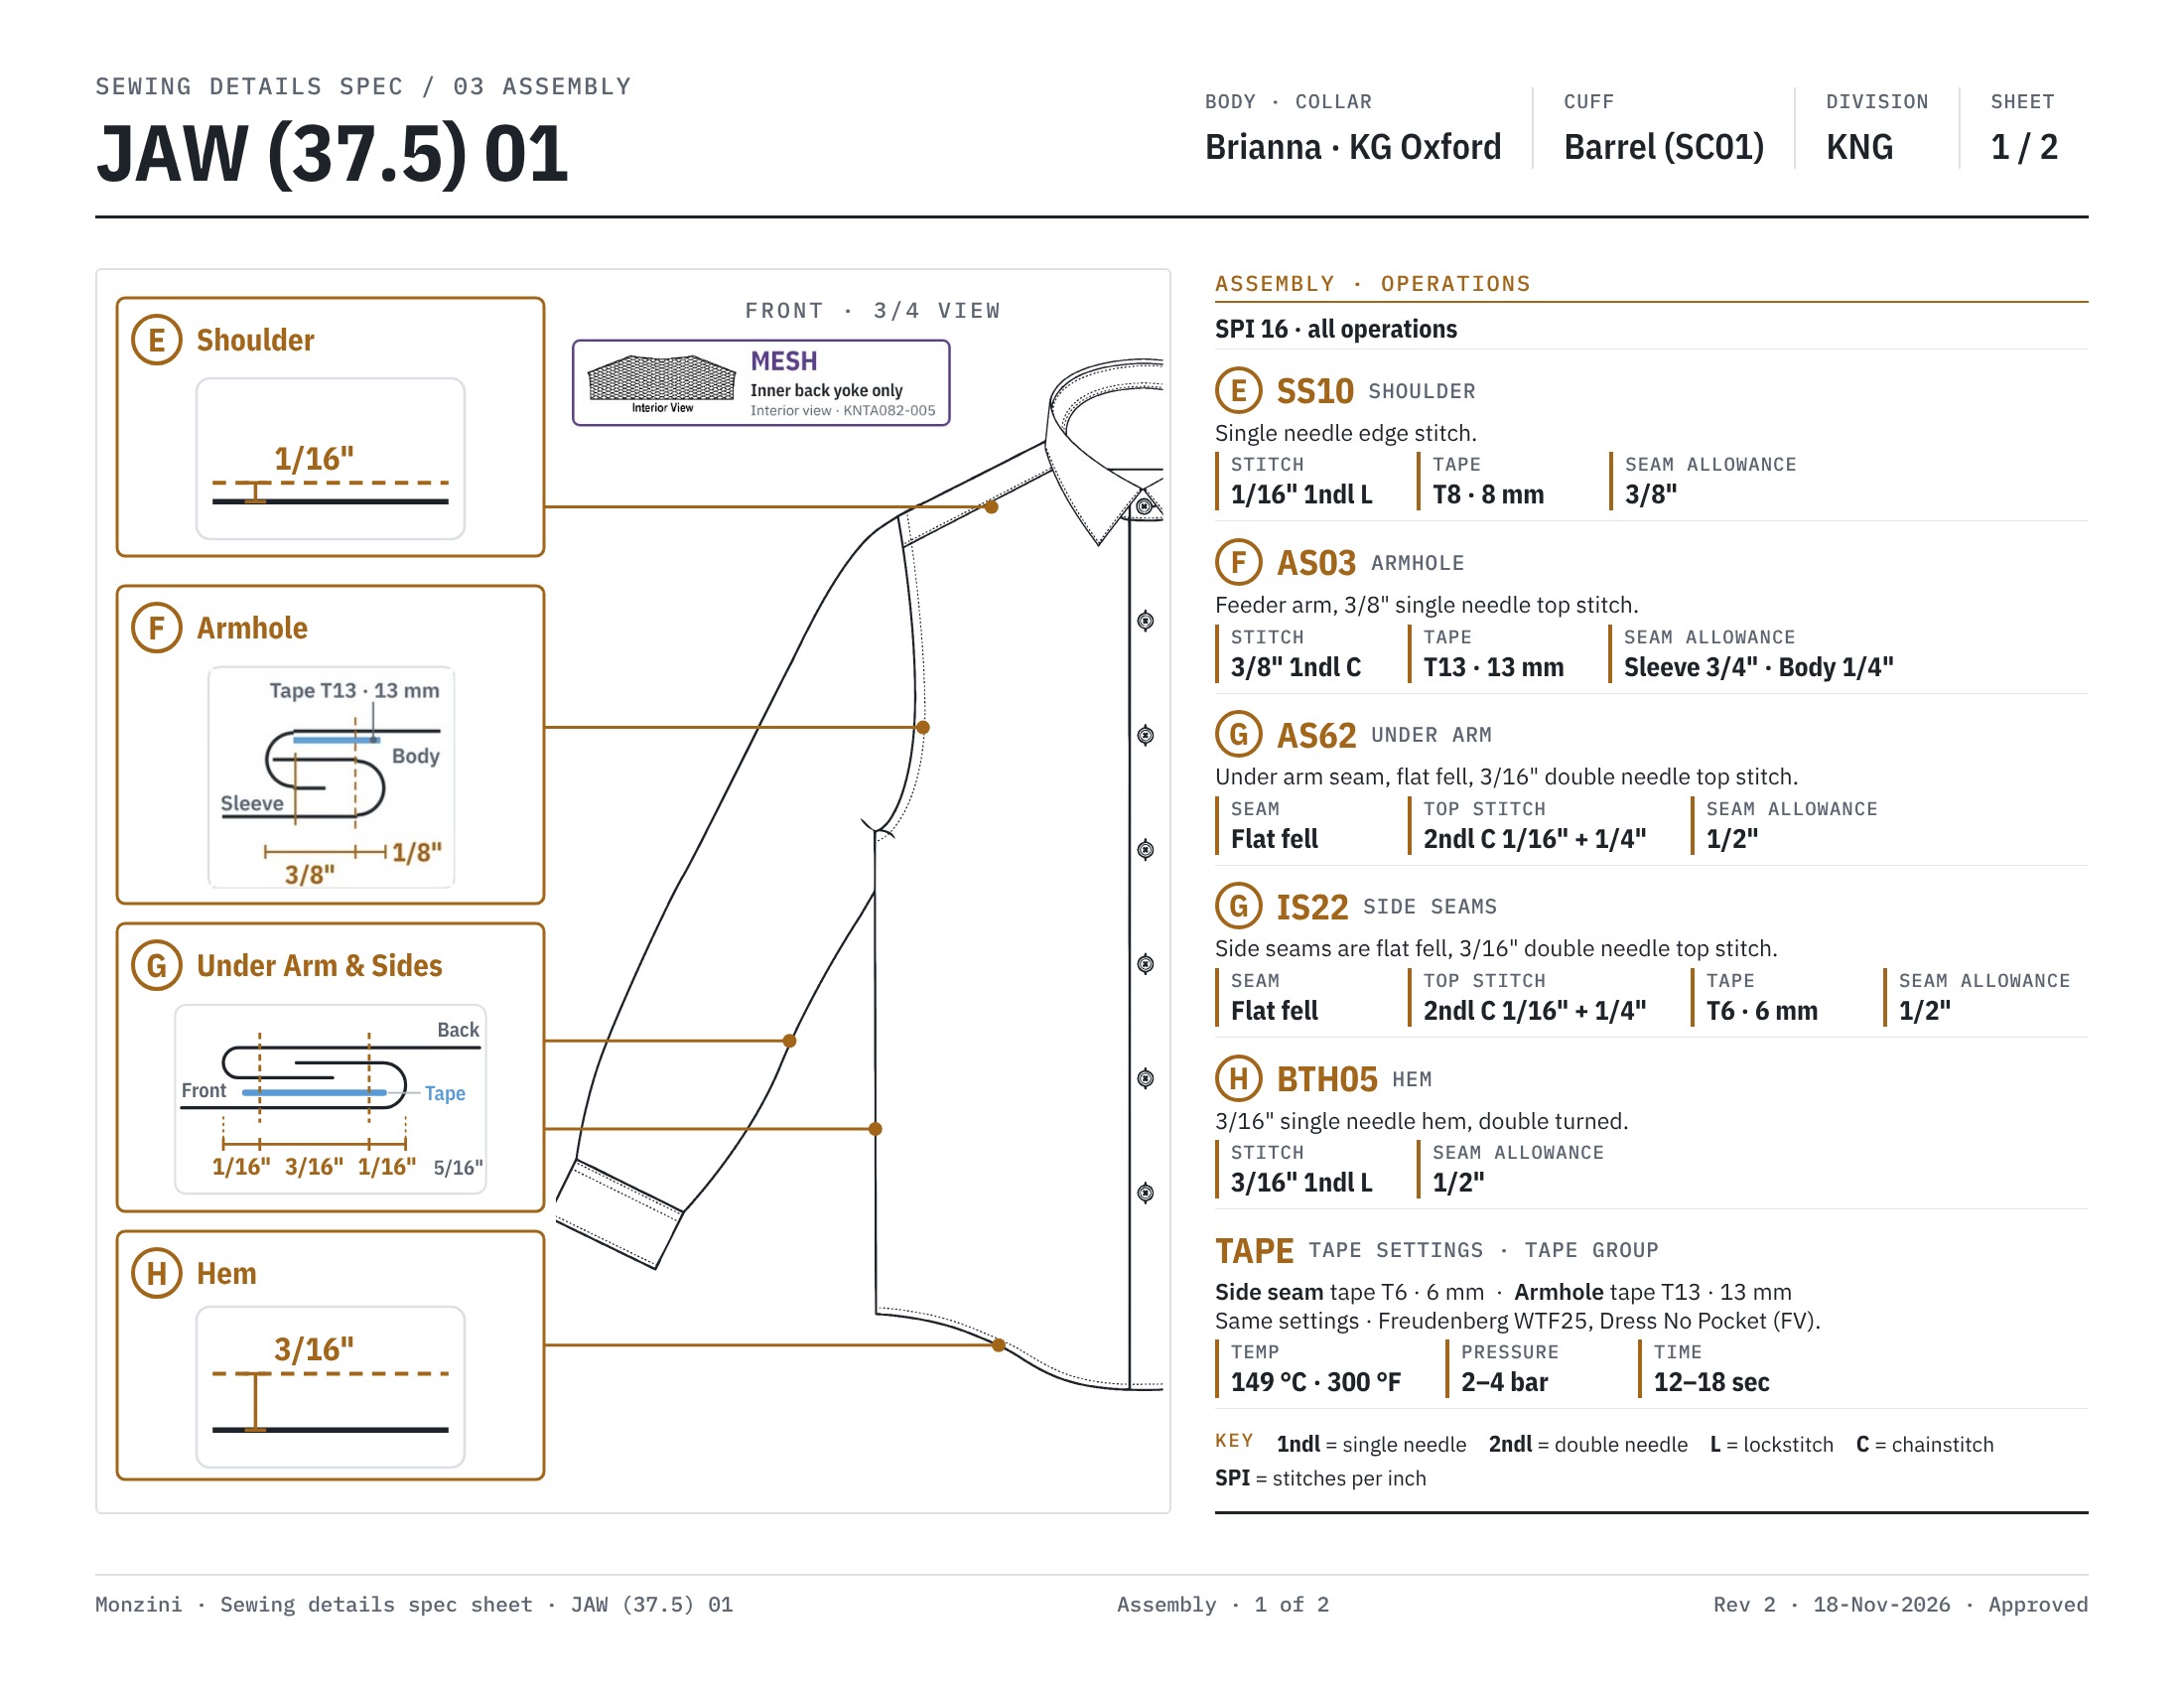 SEWING DETAILS SPEC / 03 ASSEMBLY
JAW (37.5) 01
BODY · COLLAR
Brianna · KG Oxford
CUFF
Barrel (SC01)
DIVISION
KNG
SHEET
1 / 2
E Shoulder
1/16"
F Armhole
Tape T13 · 13 mm
Body
Sleeve
1/8"
3/8"
G Under Arm & Sides
Back
Front
Tape
1/16" 3/16" 1/16" 5/16"
H Hem
3/16"
FRONT · 3/4 VIEW
Interior View
MESH
Inner back yoke only
Interior view · KNTA082-005
ASSEMBLY · OPERATIONS
SPI 16 · all operations
E SS10 SHOULDER
Single needle edge stitch.
STITCH TAPE SEAM ALLOWANCE
1/16" 1ndl L T8 · 8 mm 3/8"
F AS03 ARMHOLE
Feeder arm, 3/8" single needle top stitch.
STITCH TAPE SEAM ALLOWANCE
3/8" 1ndl C T13 · 13 mm Sleeve 3/4" · Body 1/4"
G AS62 UNDER ARM
Under arm seam, flat fell, 3/16" double needle top stitch.
SEAM TOP STITCH SEAM ALLOWANCE
Flat fell 2ndl C 1/16" + 1/4" 1/2"
G IS22 SIDE SEAMS
Side seams are flat fell, 3/16" double needle top stitch.
SEAM TOP STITCH TAPE SEAM ALLOWANCE
Flat fell 2ndl C 1/16" + 1/4" T6 · 6 mm 1/2"
H BTH05 HEM
3/16" single needle hem, double turned.
STITCH SEAM ALLOWANCE
3/16" 1ndl L 1/2"
TAPE TAPE SETTINGS · TAPE GROUP
Side seam tape T6 · 6 mm · Armhole tape T13 · 13 mm
Same settings · Freudenberg WTF25, Dress No Pocket (FV).
TEMP PRESSURE TIME
149 °C · 300 °F 2–4 bar 12–18 sec
KEY 1ndl = single needle 2ndl = double needle L = lockstitch C = chainstitch
SPI = stitches per inch
Monzini · Sewing details spec sheet · JAW (37.5) 01
Assembly · 1 of 2
Rev 2 · 18-Nov-2026 · Approved